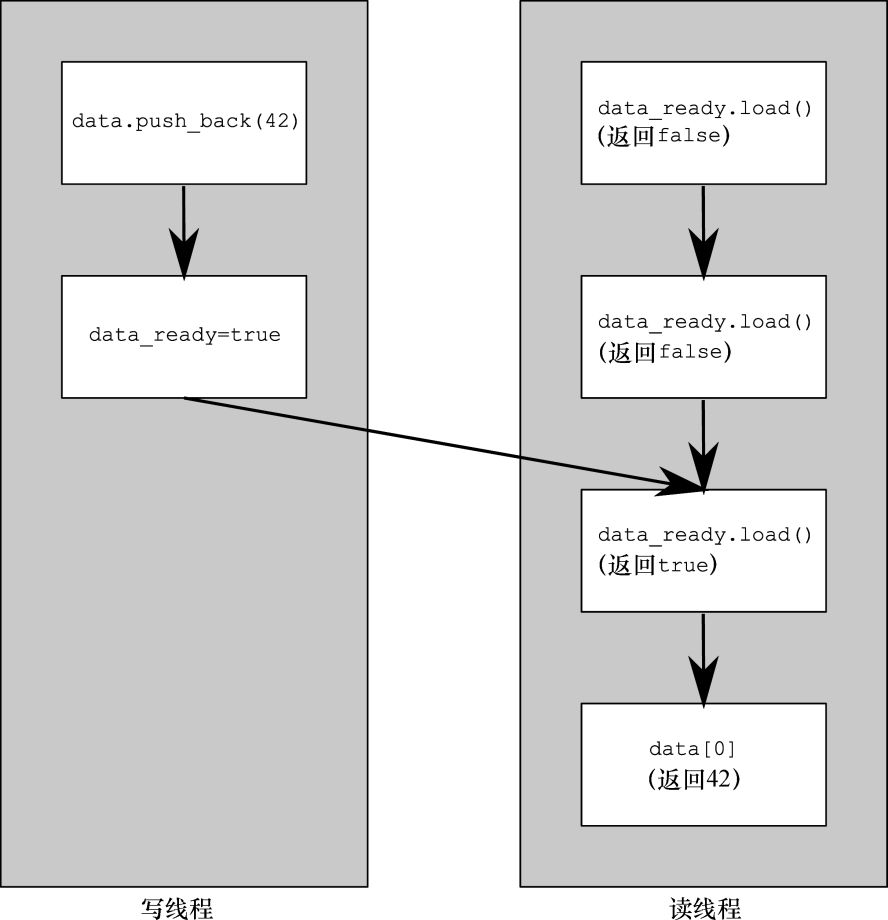 data.push_back(42)
data_ready=true
写线程
data_ready.load()
(返回false)
data_ready.load()
(返回false)
data_ready.load()
(返回true)
data[0]
(返回42)
读线程